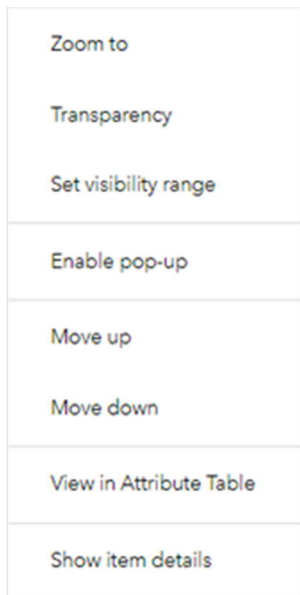 Zoom to
Transparency
Set visibility range
Enable pop-up
Move up
Move down
View in Attribute Table
Show item details